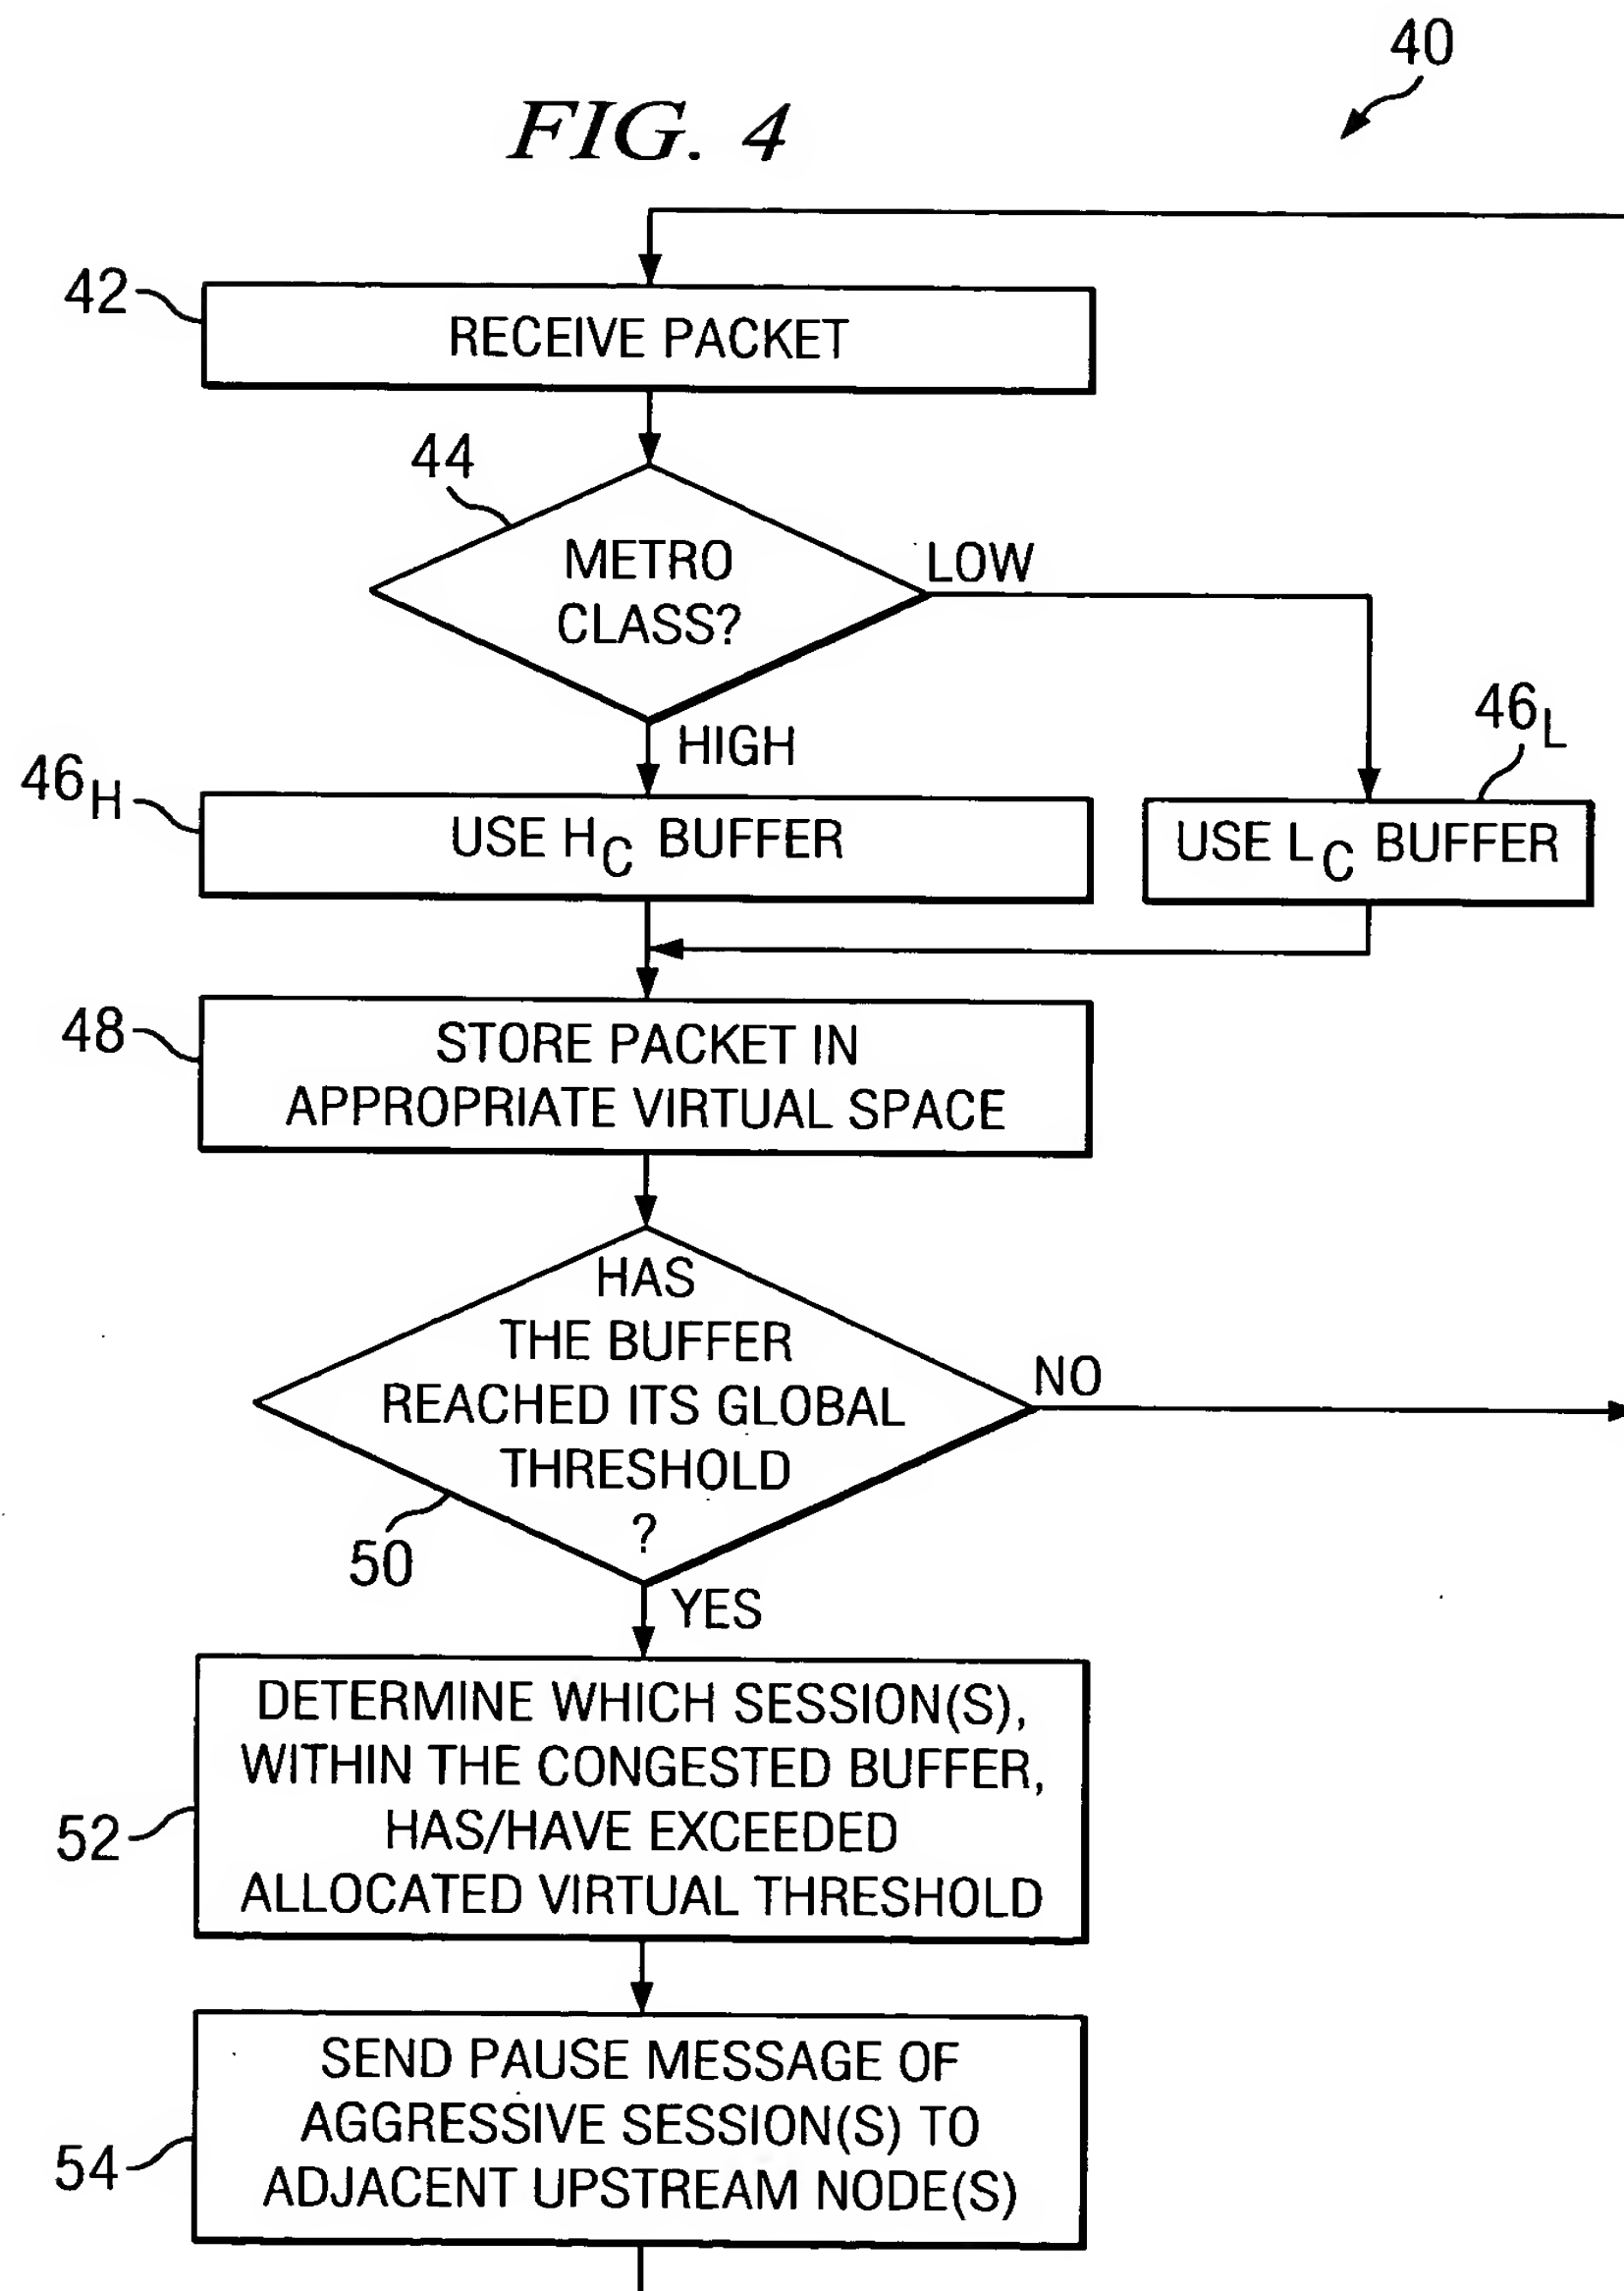 40
FIG. 4
42
RECEIVE PACKET
44
METRO
CLASS?
LOW
HIGH
46L
46H
USE HC BUFFER
USE LC BUFFER
48
STORE PACKET IN
APPROPRIATE VIRTUAL SPACE
HAS
THE BUFFER
REACHED ITS GLOBAL
THRESHOLD
?
NO
50
YES
DETERMINE WHICH SESSION(S),
WITHIN THE CONGESTED BUFFER,
HAS/HAVE EXCEEDED
ALLOCATED VIRTUAL THRESHOLD
52
SEND PAUSE MESSAGE OF
AGGRESSIVE SESSION(S) TO
ADJACENT UPSTREAM NODE(S)
54